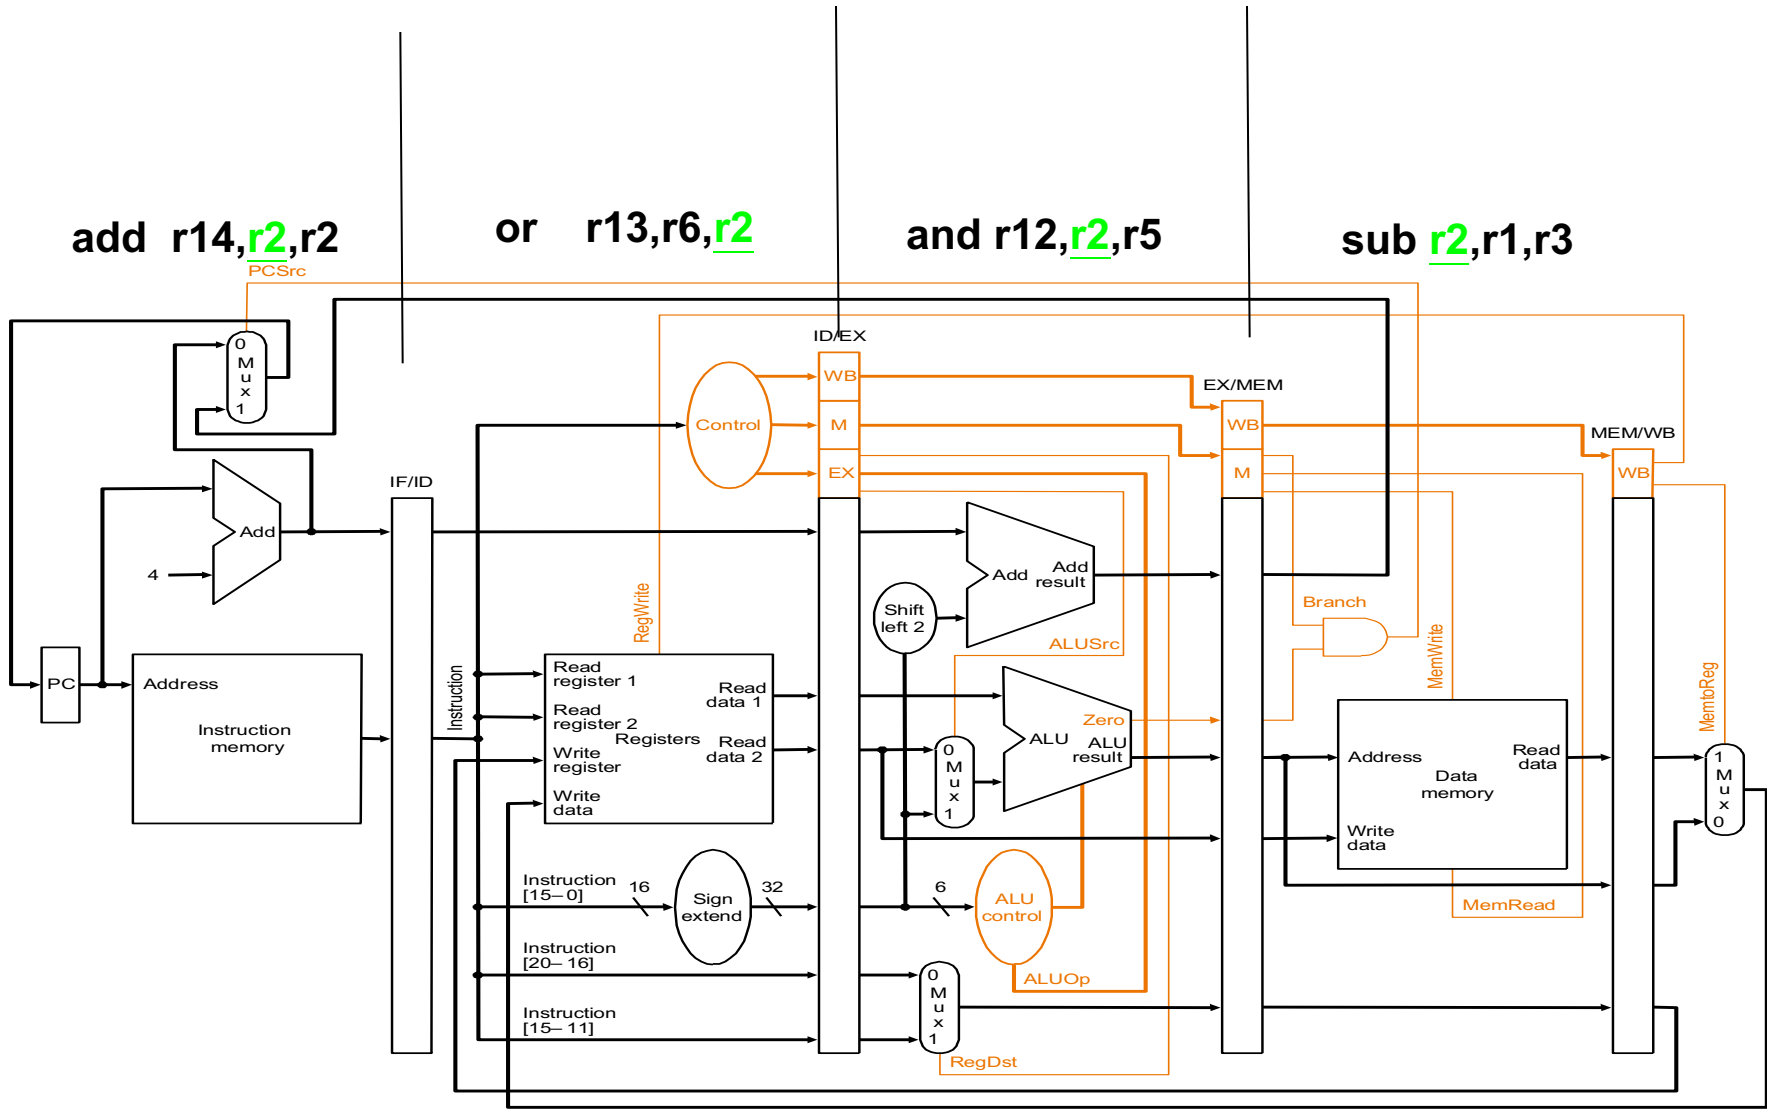 add r14,r2,r2
or r13,r6,r2
and r12,r2,r5
sub r2,r1,r3
PCSrc
ID/EX
0
M
u
x
1
WB
EX/MEM
Control
M
WB
MEM/WB
EX
M
WB
IF/ID
Add
4
Add
Add
result
Shift
left 2
RegWrite
Branch
ALUSrc
MemWrite
MemtoReg
PC
Address
Instruction
memory
Instruction
Read
register 1
Read
data 1
Read
register 2
Registers
Read
data 2
Write
register
Write
data
Zero
ALU
ALU
result
0
M
u
x
1
Address
Read
data
Data
memory
Write
data
1
M
u
x
0
Instruction
[15–0]
16
Sign
extend
32
6
ALU
control
MemRead
Instruction
[20–16]
ALUOp
0
M
u
x
1
Instruction
[15–11]
RegDst